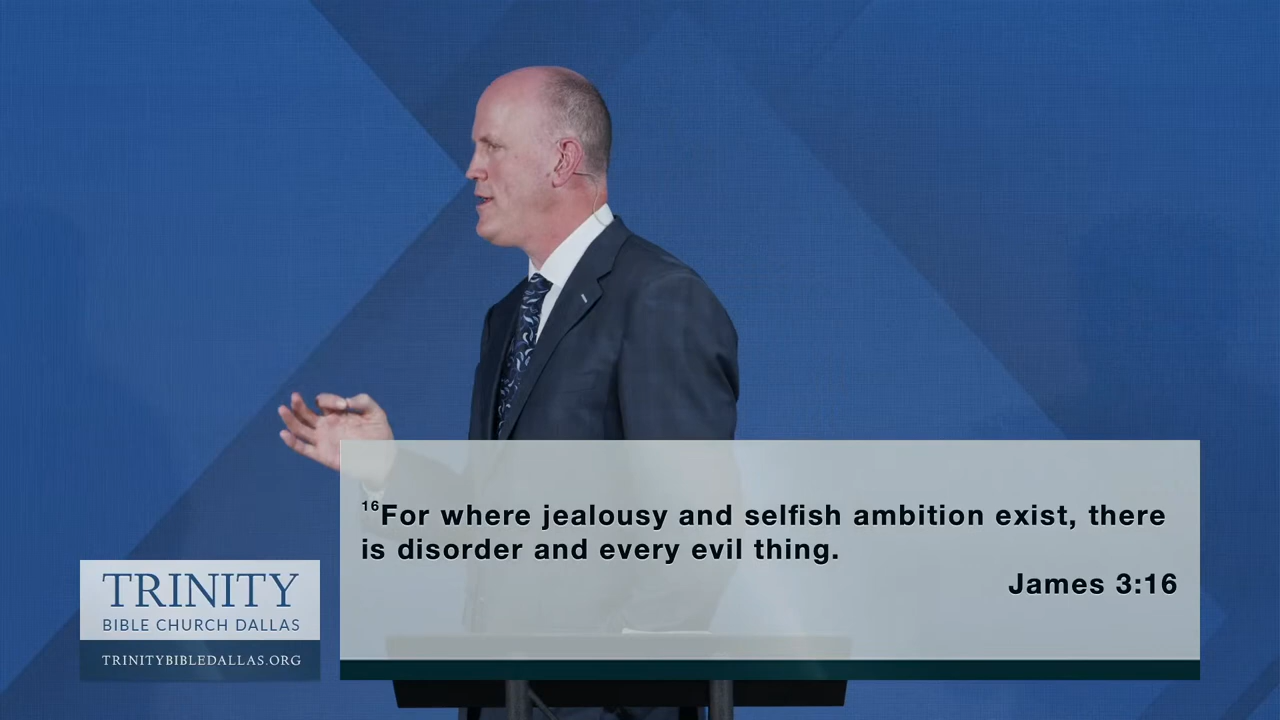 ¹⁶For where jealousy and selfish ambition exist, there
is disorder and every evil thing.
James 3:16
TRINITY
BIBLE CHURCH DALLAS
TRINITYBIBLEDALLAS.ORG